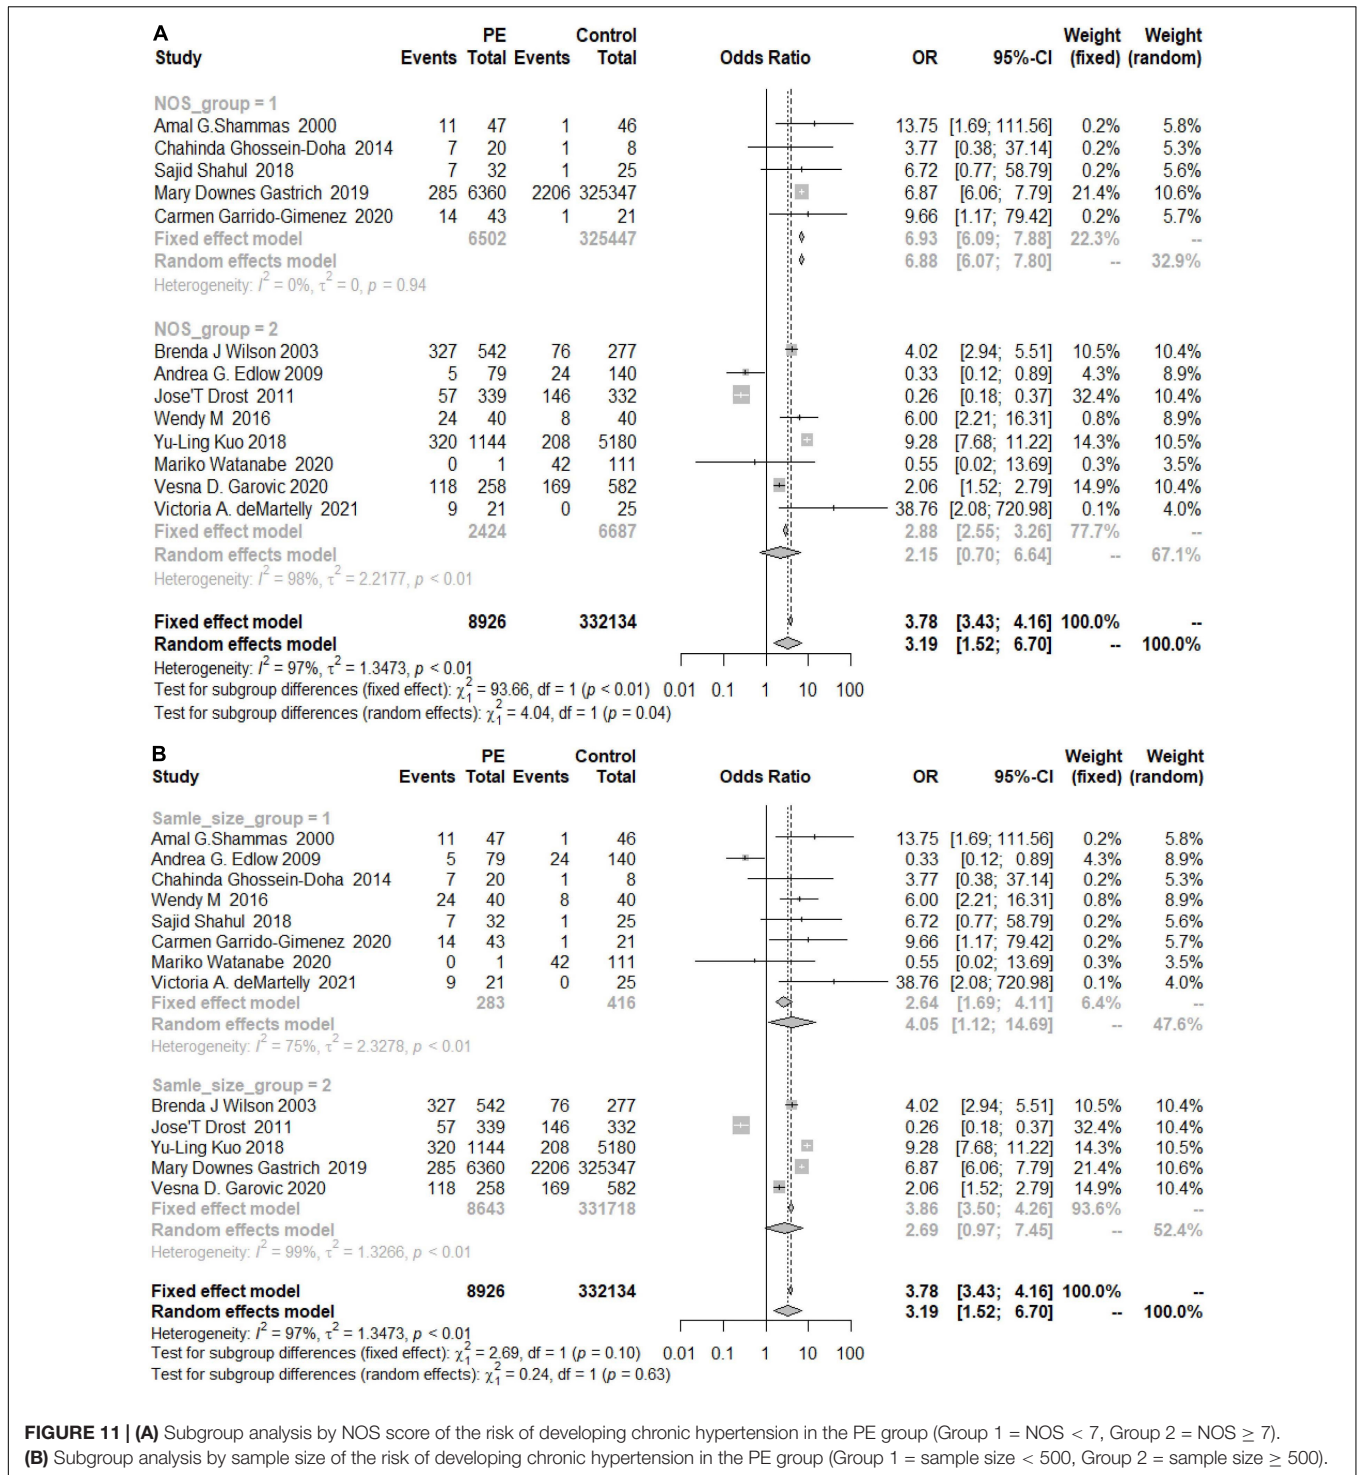 A
PE Control Weight Weight
Study Events Total Events Total Odds Ratio OR 95%-CI (fixed) (random)
NOS_group = 1
Amal G.Shammas 2000 11 47 1 46 13.75 [1.69; 111.56] 0.2% 5.8%
Chahinda Ghossein-Doha 2014 7 20 1 8 3.77 [0.38; 37.14] 0.2% 5.3%
Sajid Shahul 2018 7 32 1 25 6.72 [0.77; 58.79] 0.2% 5.6%
Mary Downes Gastrich 2019 285 6360 2206 325347 6.87 [6.06; 7.79] 21.4% 10.6%
Carmen Garrido-Gimenez 2020 14 43 1 21 9.66 [1.17; 79.42] 0.2% 5.7%
Fixed effect model 6502 325447 6.93 [6.09; 7.88] 22.3% --
Random effects model 6.88 [6.07; 7.80] -- 32.9%
Heterogeneity: I² = 0%, τ² = 0, p = 0.94
NOS_group = 2
Brenda J Wilson 2003 327 542 76 277 4.02 [2.94; 5.51] 10.5% 10.4%
Andrea G. Edlow 2009 5 79 24 140 0.33 [0.12; 0.89] 4.3% 8.9%
Jose'T Drost 2011 57 339 146 332 0.26 [0.18; 0.37] 32.4% 10.4%
Wendy M 2016 24 40 8 40 6.00 [2.21; 16.31] 0.8% 8.9%
Yu-Ling Kuo 2018 320 1144 208 5180 9.28 [7.68; 11.22] 14.3% 10.5%
Mariko Watanabe 2020 0 1 42 111 0.55 [0.02; 13.69] 0.3% 3.5%
Vesna D. Garovic 2020 118 258 169 582 2.06 [1.52; 2.79] 14.9% 10.4%
Victoria A. deMartelly 2021 9 21 0 25 38.76 [2.08; 720.98] 0.1% 4.0%
Fixed effect model 2424 6687 2.88 [2.55; 3.26] 77.7% --
Random effects model 2.15 [0.70; 6.64] -- 67.1%
Heterogeneity: I² = 98%, τ² = 2.2177, p < 0.01
Fixed effect model 8926 332134 3.78 [3.43; 4.16] 100.0% --
Random effects model 3.19 [1.52; 6.70] -- 100.0%
Heterogeneity: I² = 97%, τ² = 1.3473, p < 0.01
Test for subgroup differences (fixed effect): χ₁² = 93.66, df = 1 (p < 0.01) 0.01 0.1 1 10 100
Test for subgroup differences (random effects): χ₁² = 4.04, df = 1 (p = 0.04)
B
PE Control Weight Weight
Study Events Total Events Total Odds Ratio OR 95%-CI (fixed) (random)
Samle_size_group = 1
Amal G.Shammas 2000 11 47 1 46 13.75 [1.69; 111.56] 0.2% 5.8%
Andrea G. Edlow 2009 5 79 24 140 0.33 [0.12; 0.89] 4.3% 8.9%
Chahinda Ghossein-Doha 2014 7 20 1 8 3.77 [0.38; 37.14] 0.2% 5.3%
Wendy M 2016 24 40 8 40 6.00 [2.21; 16.31] 0.8% 8.9%
Sajid Shahul 2018 7 32 1 25 6.72 [0.77; 58.79] 0.2% 5.6%
Carmen Garrido-Gimenez 2020 14 43 1 21 9.66 [1.17; 79.42] 0.2% 5.7%
Mariko Watanabe 2020 0 1 42 111 0.55 [0.02; 13.69] 0.3% 3.5%
Victoria A. deMartelly 2021 9 21 0 25 38.76 [2.08; 720.98] 0.1% 4.0%
Fixed effect model 283 416 2.64 [1.69; 4.11] 6.4% --
Random effects model 4.05 [1.12; 14.69] -- 47.6%
Heterogeneity: I² = 75%, τ² = 2.3278, p < 0.01
Samle_size_group = 2
Brenda J Wilson 2003 327 542 76 277 4.02 [2.94; 5.51] 10.5% 10.4%
Jose'T Drost 2011 57 339 146 332 0.26 [0.18; 0.37] 32.4% 10.4%
Yu-Ling Kuo 2018 320 1144 208 5180 9.28 [7.68; 11.22] 14.3% 10.5%
Mary Downes Gastrich 2019 285 6360 2206 325347 6.87 [6.06; 7.79] 21.4% 10.6%
Vesna D. Garovic 2020 118 258 169 582 2.06 [1.52; 2.79] 14.9% 10.4%
Fixed effect model 8643 331718 3.86 [3.50; 4.26] 93.6% --
Random effects model 2.69 [0.97; 7.45] -- 52.4%
Heterogeneity: I² = 99%, τ² = 1.3266, p < 0.01
Fixed effect model 8926 332134 3.78 [3.43; 4.16] 100.0% --
Random effects model 3.19 [1.52; 6.70] -- 100.0%
Heterogeneity: I² = 97%, τ² = 1.3473, p < 0.01
Test for subgroup differences (fixed effect): χ₁² = 2.69, df = 1 (p = 0.10) 0.01 0.1 1 10 100
Test for subgroup differences (random effects): χ₁² = 0.24, df = 1 (p = 0.63)
FIGURE 11 | (A) Subgroup analysis by NOS score of the risk of developing chronic hypertension in the PE group (Group 1 = NOS < 7, Group 2 = NOS ≥ 7).
(B) Subgroup analysis by sample size of the risk of developing chronic hypertension in the PE group (Group 1 = sample size < 500, Group 2 = sample size ≥ 500).